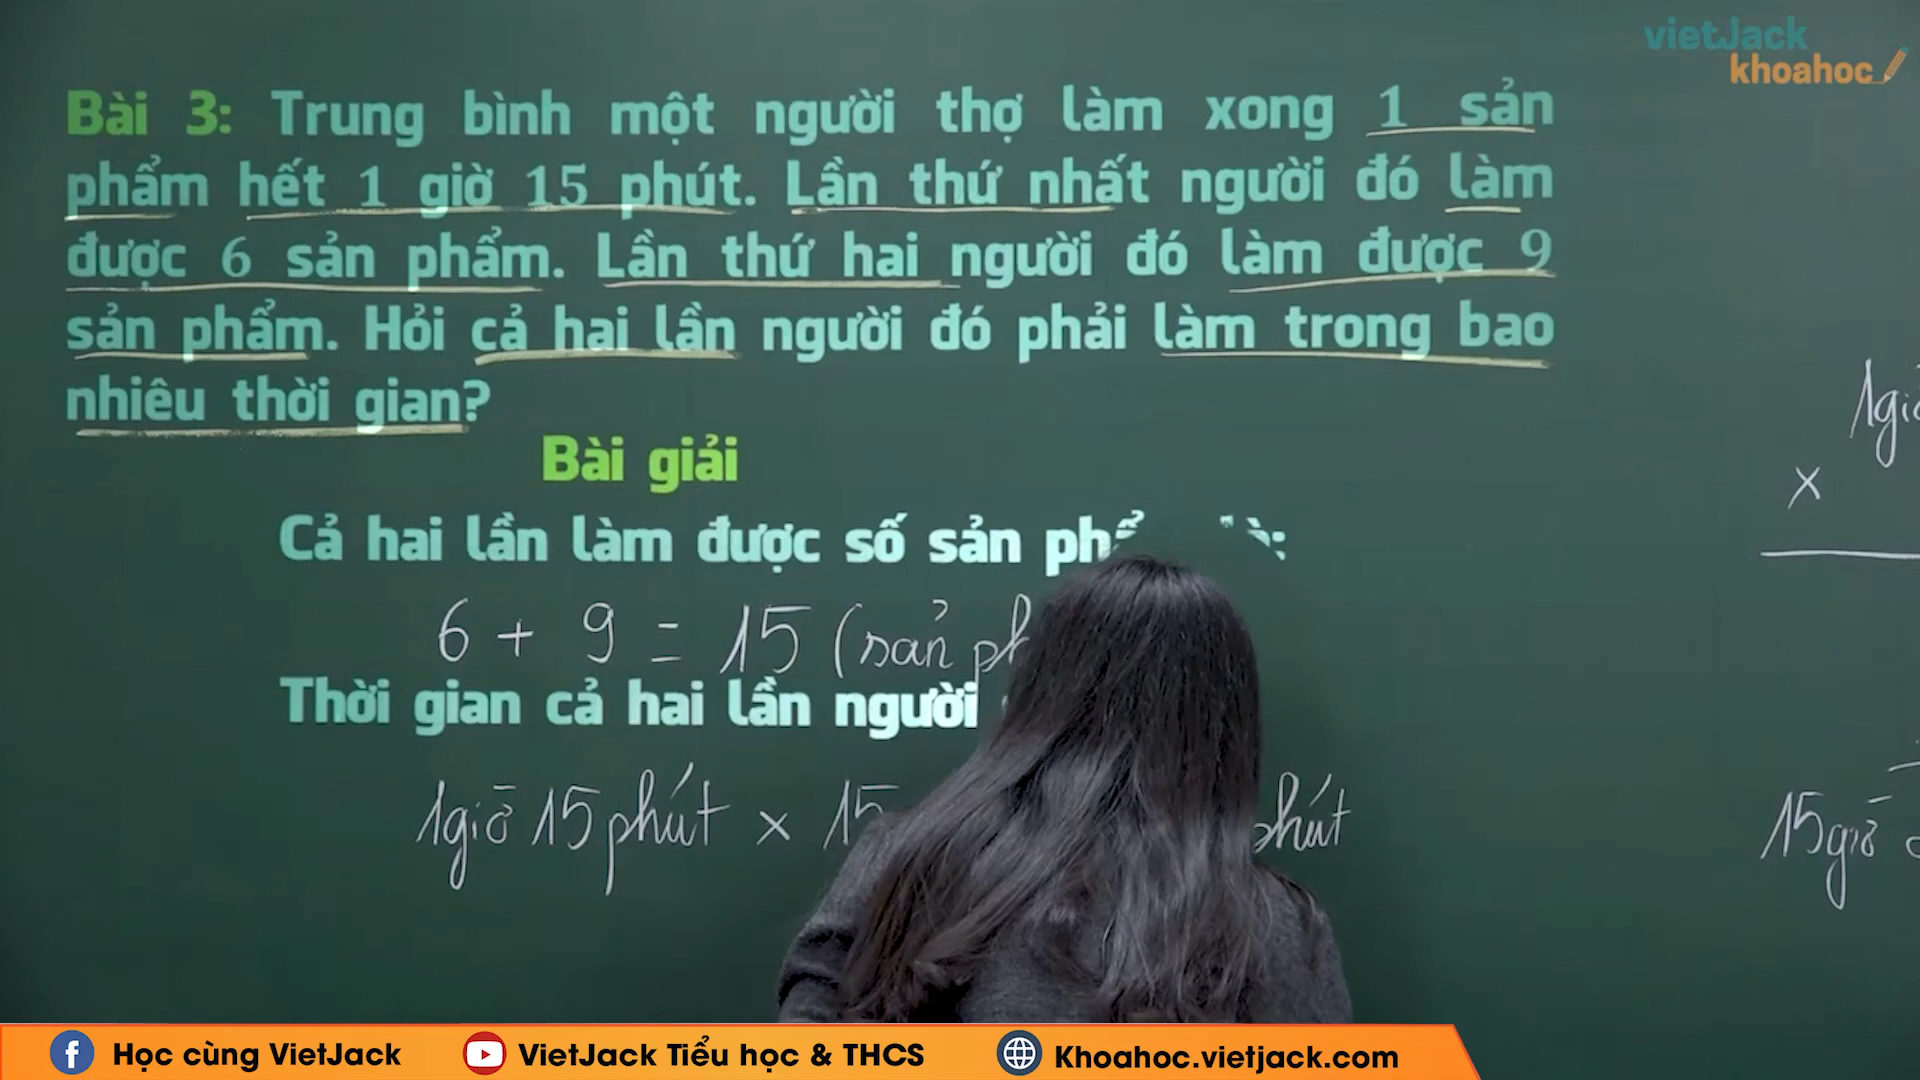 vietJack
khoahoc
Bài 3: Trung bình một người thợ làm xong 1 sản
phẩm hết 1 giờ 15 phút. Lần thứ nhất người đó làm
được 6 sản phẩm. Lần thứ hai người đó làm được 9
sản phẩm. Hỏi cả hai lần người đó phải làm trong bao
nhiêu thời gian?
Bài giải
Cả hai lần làm được số sản
6 + 9 = 15 (sản
Thời gian cả hai lần người
1giờ 15 phút × 15
×
15giờ
Học cùng VietJack
VietJack Tiểu học & THCS
Khoahoc.vietjack.com